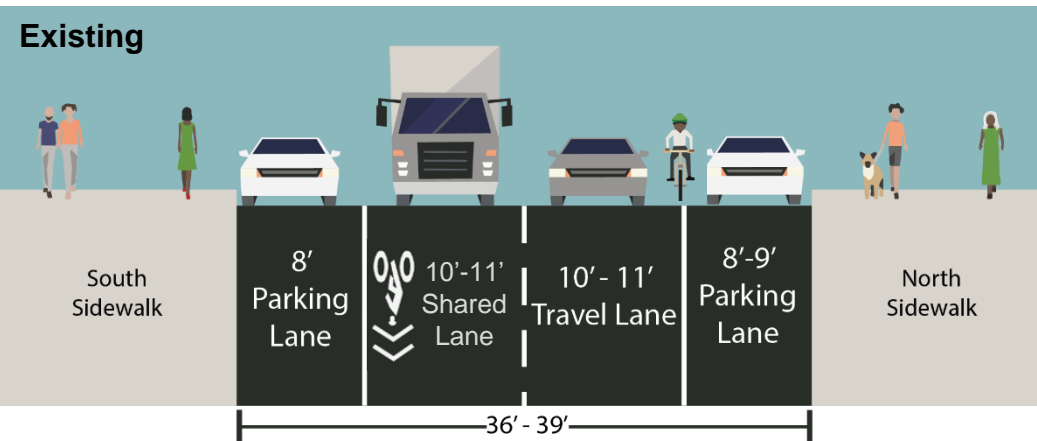 Existing
South
Sidewalk
8’
Parking
Lane
10’-11’
Shared
Lane
10’ - 11’
Travel Lane
8’-9’
Parking
Lane
North
Sidewalk
36’ - 39’